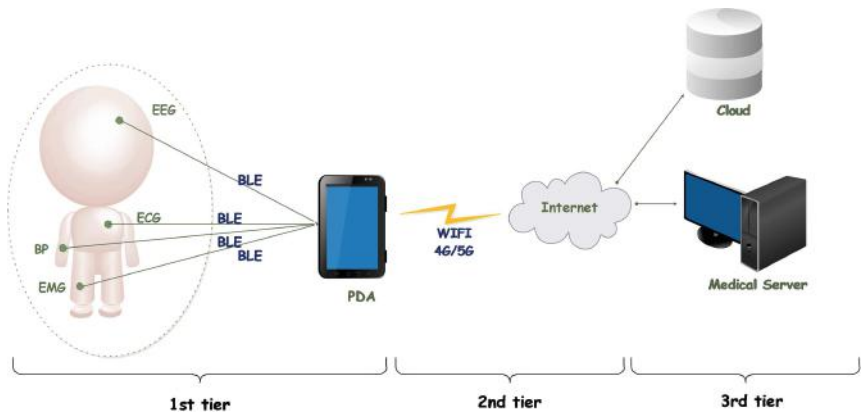 EEG
BLE
ECG
BLE
BP
BLE
BLE
EMG
PDA
WIFI
4G/5G
Internet
Cloud
Medical Server
1st tier
2nd tier
3rd tier